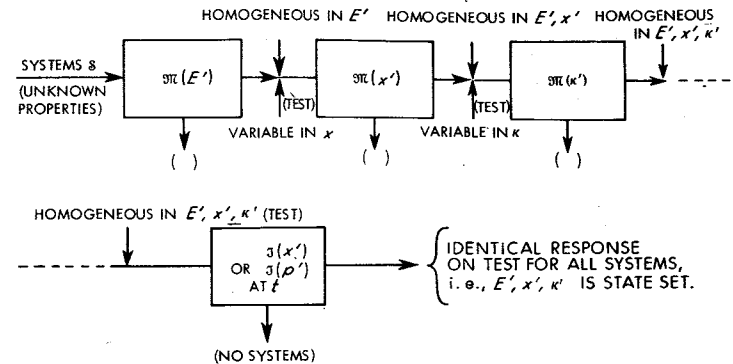 HOMOGENEOUS IN E′
HOMOGENEOUS IN E′, x′
HOMOGENEOUS
IN E′, x′, κ′
SYSTEMS 𝔰
(UNKNOWN
PROPERTIES)
𝔐(E′)
𝔐(x′)
𝔐(κ′)
(TEST)
(TEST)
VARIABLE IN x
VARIABLE IN κ
( )
( )
( )
HOMOGENEOUS IN E′, x′, κ′ (TEST)
ℑ(x′)
OR ℑ(p′)
AT t
IDENTICAL RESPONSE
ON TEST FOR ALL SYSTEMS,
i. e., E′, x′, κ′ IS STATE SET.
(NO SYSTEMS)